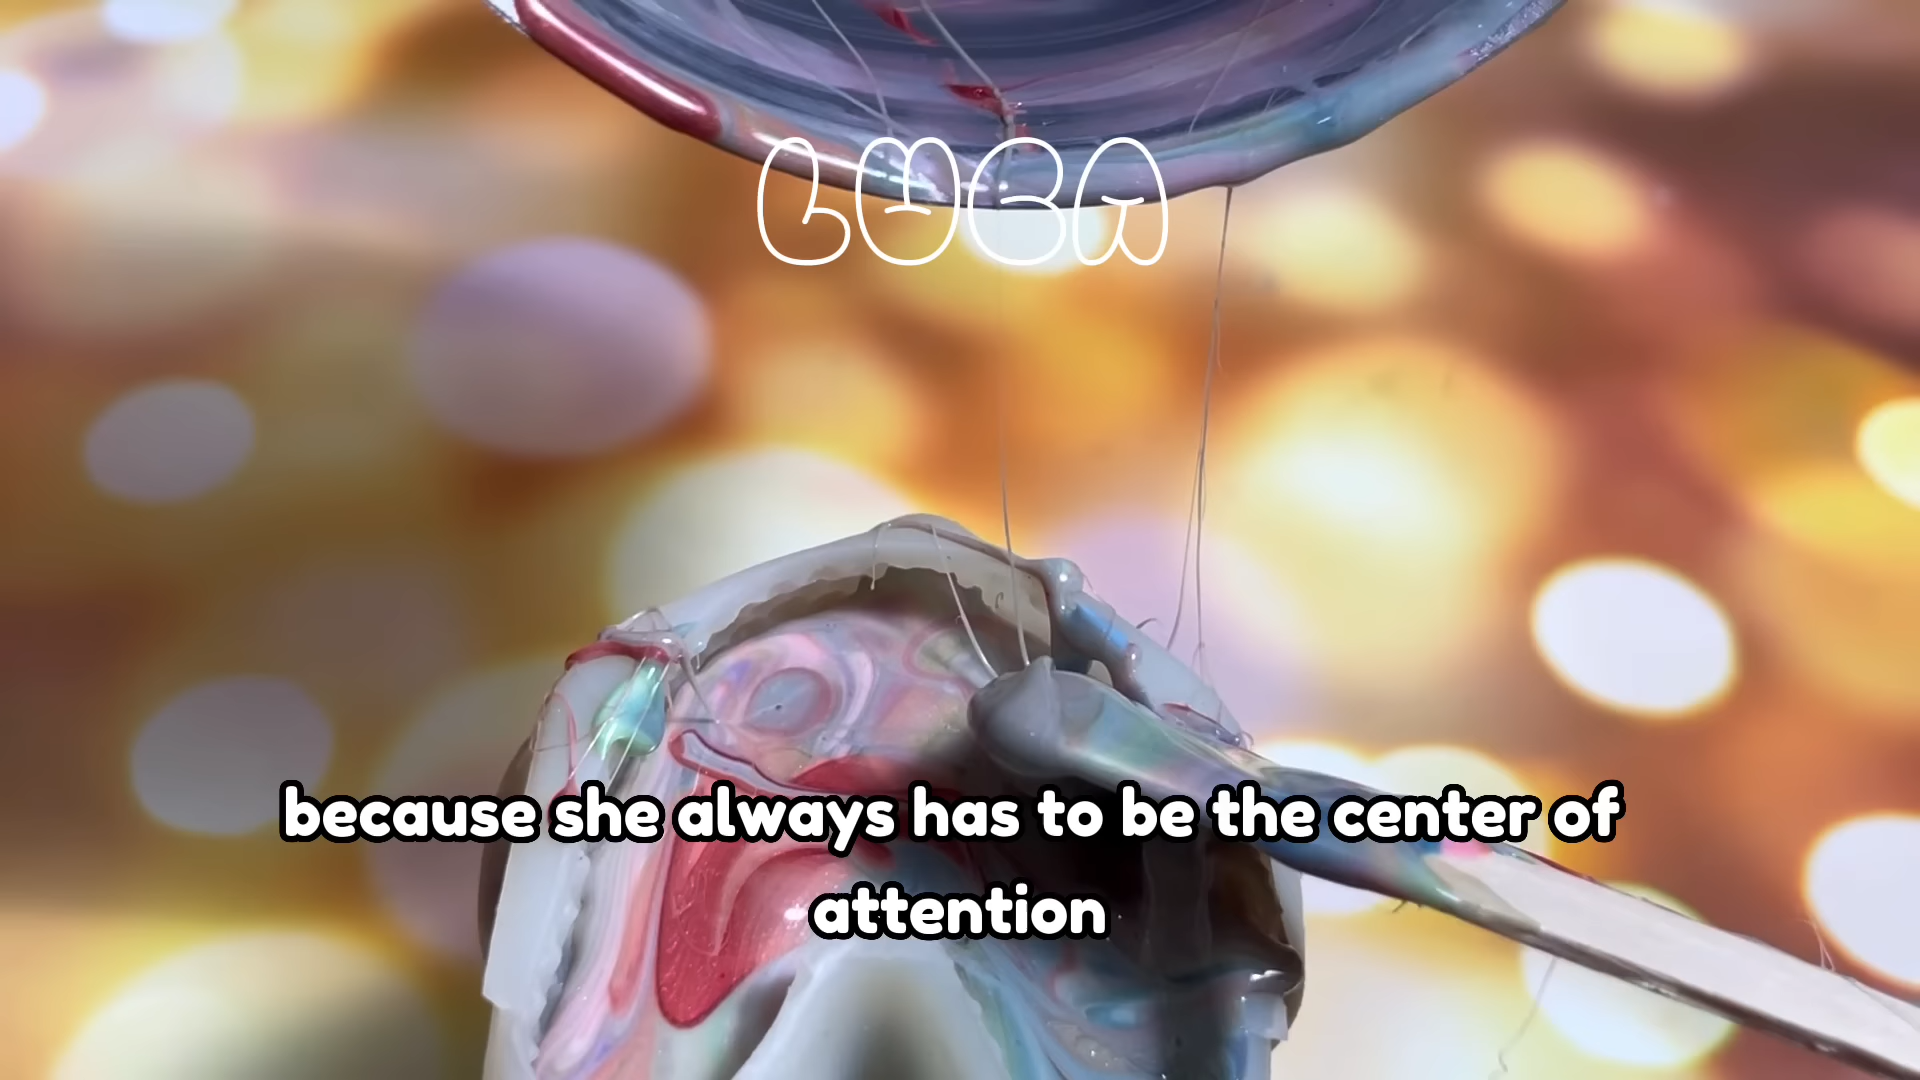 LUCA
because she always has to be the center of
attention